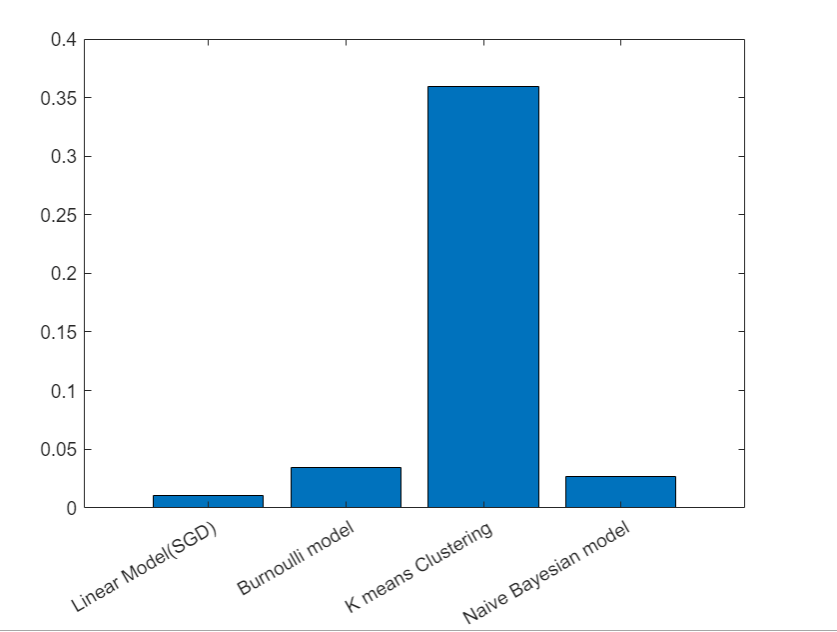 0.4
0.35
0.3
0.25
0.2
0.15
0.1
0.05
0
Linear Model(SGD)
Burnoulli model
K means Clustering
Naive Bayesian model